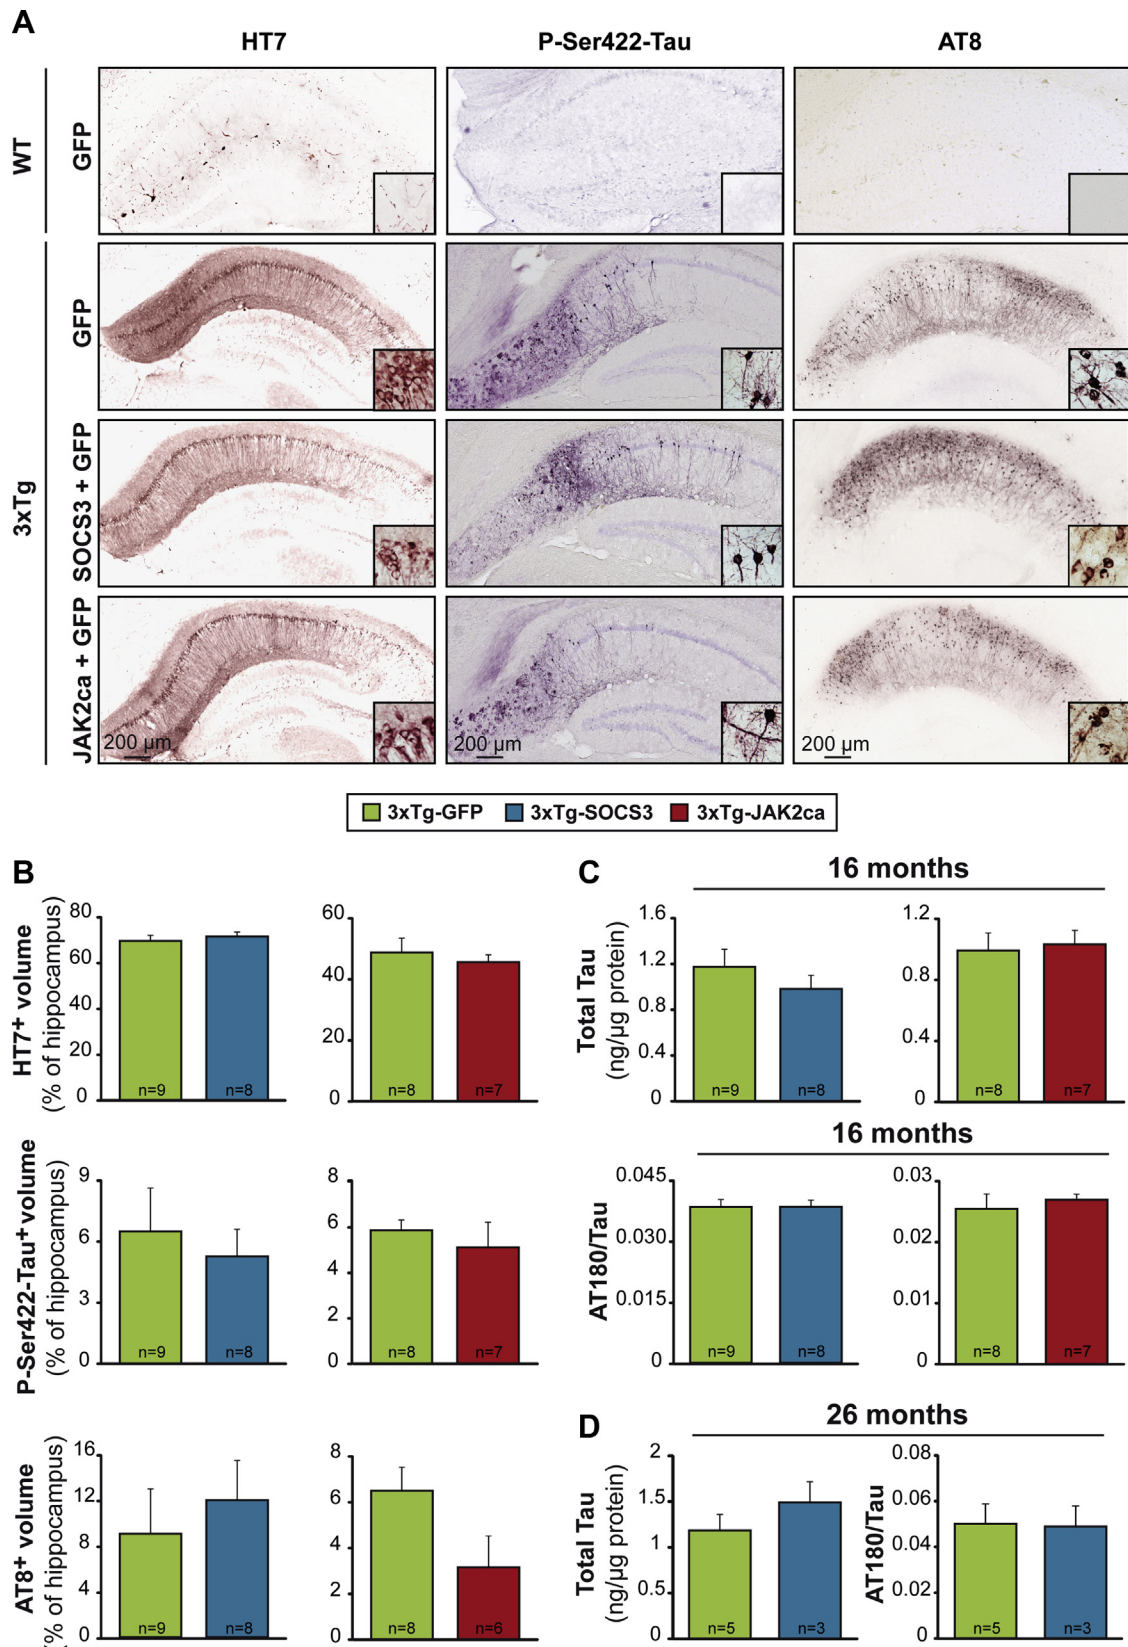 A
HT7
P-Ser422-Tau
AT8
WT
GFP
3xTg
GFP
SOCS3 + GFP
JAK2ca + GFP
200 µm
200 µm
200 µm
3xTg-GFP
3xTg-SOCS3
3xTg-JAK2ca
B
HT7+ volume
(% of hippocampus)
80
60
40
20
0
n=9
n=8
60
40
20
0
n=8
n=7
P-Ser422-Tau+ volume
(% of hippocampus)
9
6
3
0
n=9
n=8
8
6
4
2
0
n=8
n=7
AT8+ volume
(% of hippocampus)
16
12
8
4
0
n=9
n=8
8
6
4
2
0
n=8
n=6
C
16 months
Total Tau
(ng/µg protein)
1.6
1.2
0.8
0.4
0
n=9
n=8
1.2
0.8
0.4
0
n=8
n=7
16 months
AT180/Tau
0.045
0.030
0.015
0
n=9
n=8
0.03
0.02
0.01
0
n=8
n=7
D
26 months
Total Tau
(ng/µg protein)
2
1.5
1
0.5
0
n=5
n=3
AT180/Tau
0.08
0.06
0.04
0.02
0
n=5
n=3